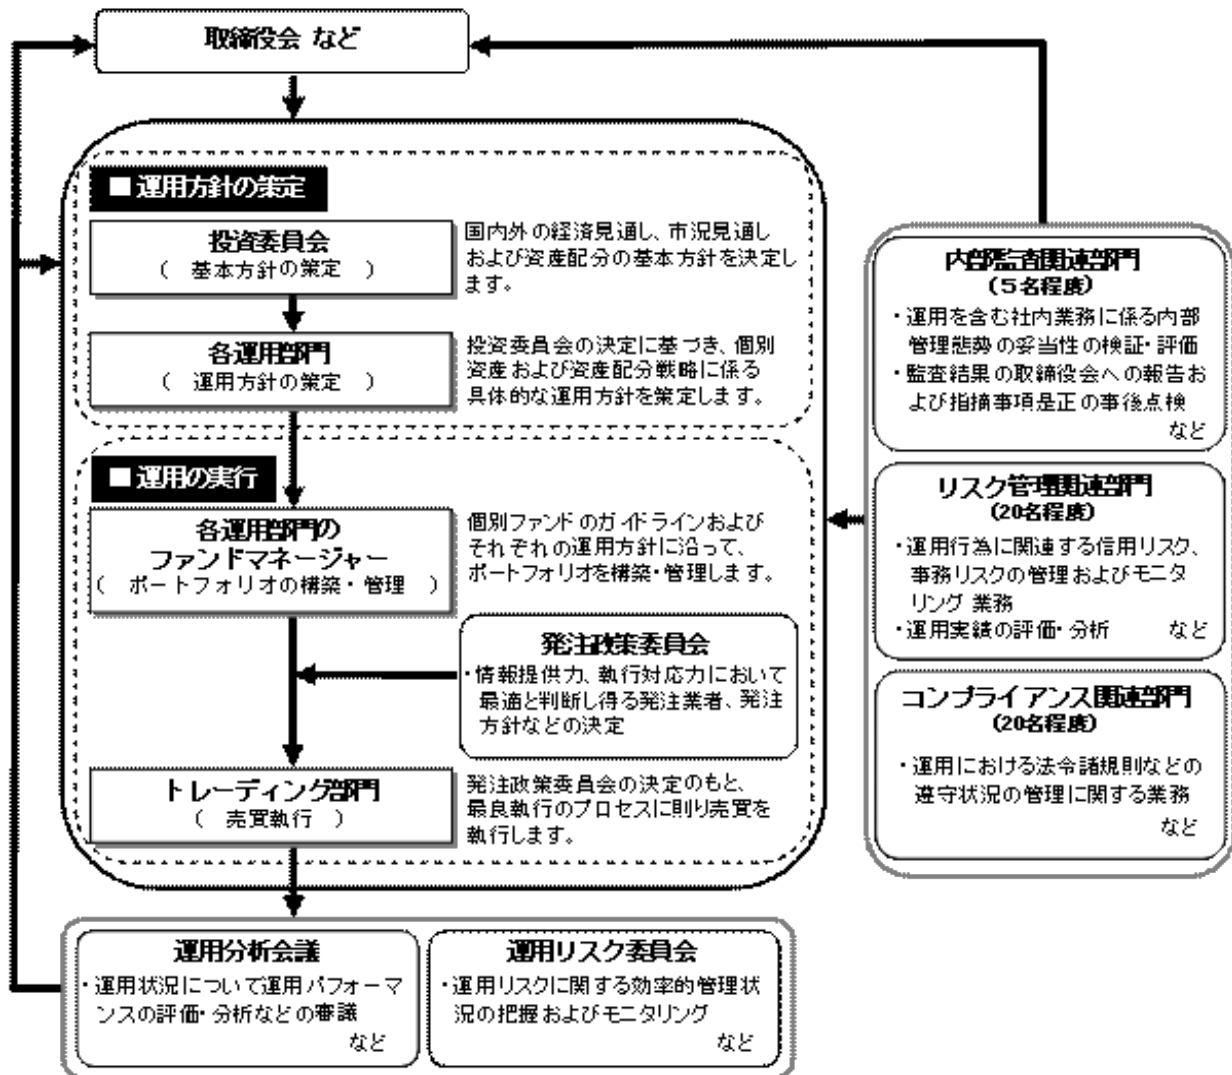 取締役会 など
■ 運用方針の策定
投資委員会
( 基本方針の策定 )
国内外の経済見通し、市況見通し
および資産配分の基本方針を決定し
ます。
各運用部門
( 運用方針の策定 )
投資委員会の決定に基づき、個別
資産および資産配分戦略に係る
具体的な運用方針を策定します。
■ 運用の実行
各運用部門の
ファンドマネージャー
( ポートフォリオの構築・管理 )
個別ファンドのガイドラインおよび
それぞれの運用方針に沿って、
ポートフォリオを構築・管理します。
発注政策委員会
・情報提供力、執行対応力において
最適と判断し得る発注業者、発注
方針などの決定
トレーディング部門
( 売買執行 )
発注政策委員会の決定のもと、
最良執行のプロセスに則り売買を
執行します。
運用分析会議
・運用状況について運用パフォーマ
ンスの評価・分析などの審議
など
運用リスク委員会
・運用リスクに関する効率的管理状
況の把握およびモニタリング
など
内部監査関連部門
(5名程度)
・運用を含む社内業務に係る内部
管理態勢の妥当性の検証・評価
・監査結果の取締役会への報告お
よび指摘事項是正の事後点検
など
リスク管理関連部門
(20名程度)
・運用行為に関連する信用リスク、
事務リスクの管理およびモニタ
リング 業務
・運用実績の評価・分析 など
コンプライアンス関連部門
(20名程度)
・運用における法令諸規則などの
遵守状況の管理に関する業務
など